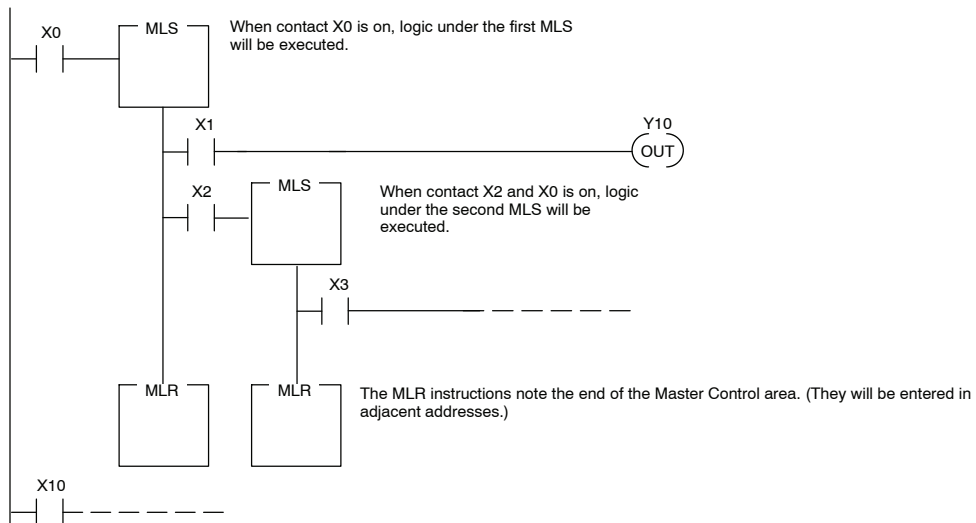 X0
MLS
When contact X0 is on, logic under the first MLS
will be executed.
X1
Y10
OUT
X2
MLS
When contact X2 and X0 is on, logic
under the second MLS will be
executed.
X3
MLR
MLR
The MLR instructions note the end of the Master Control area. (They will be entered in
adjacent addresses.)
X10